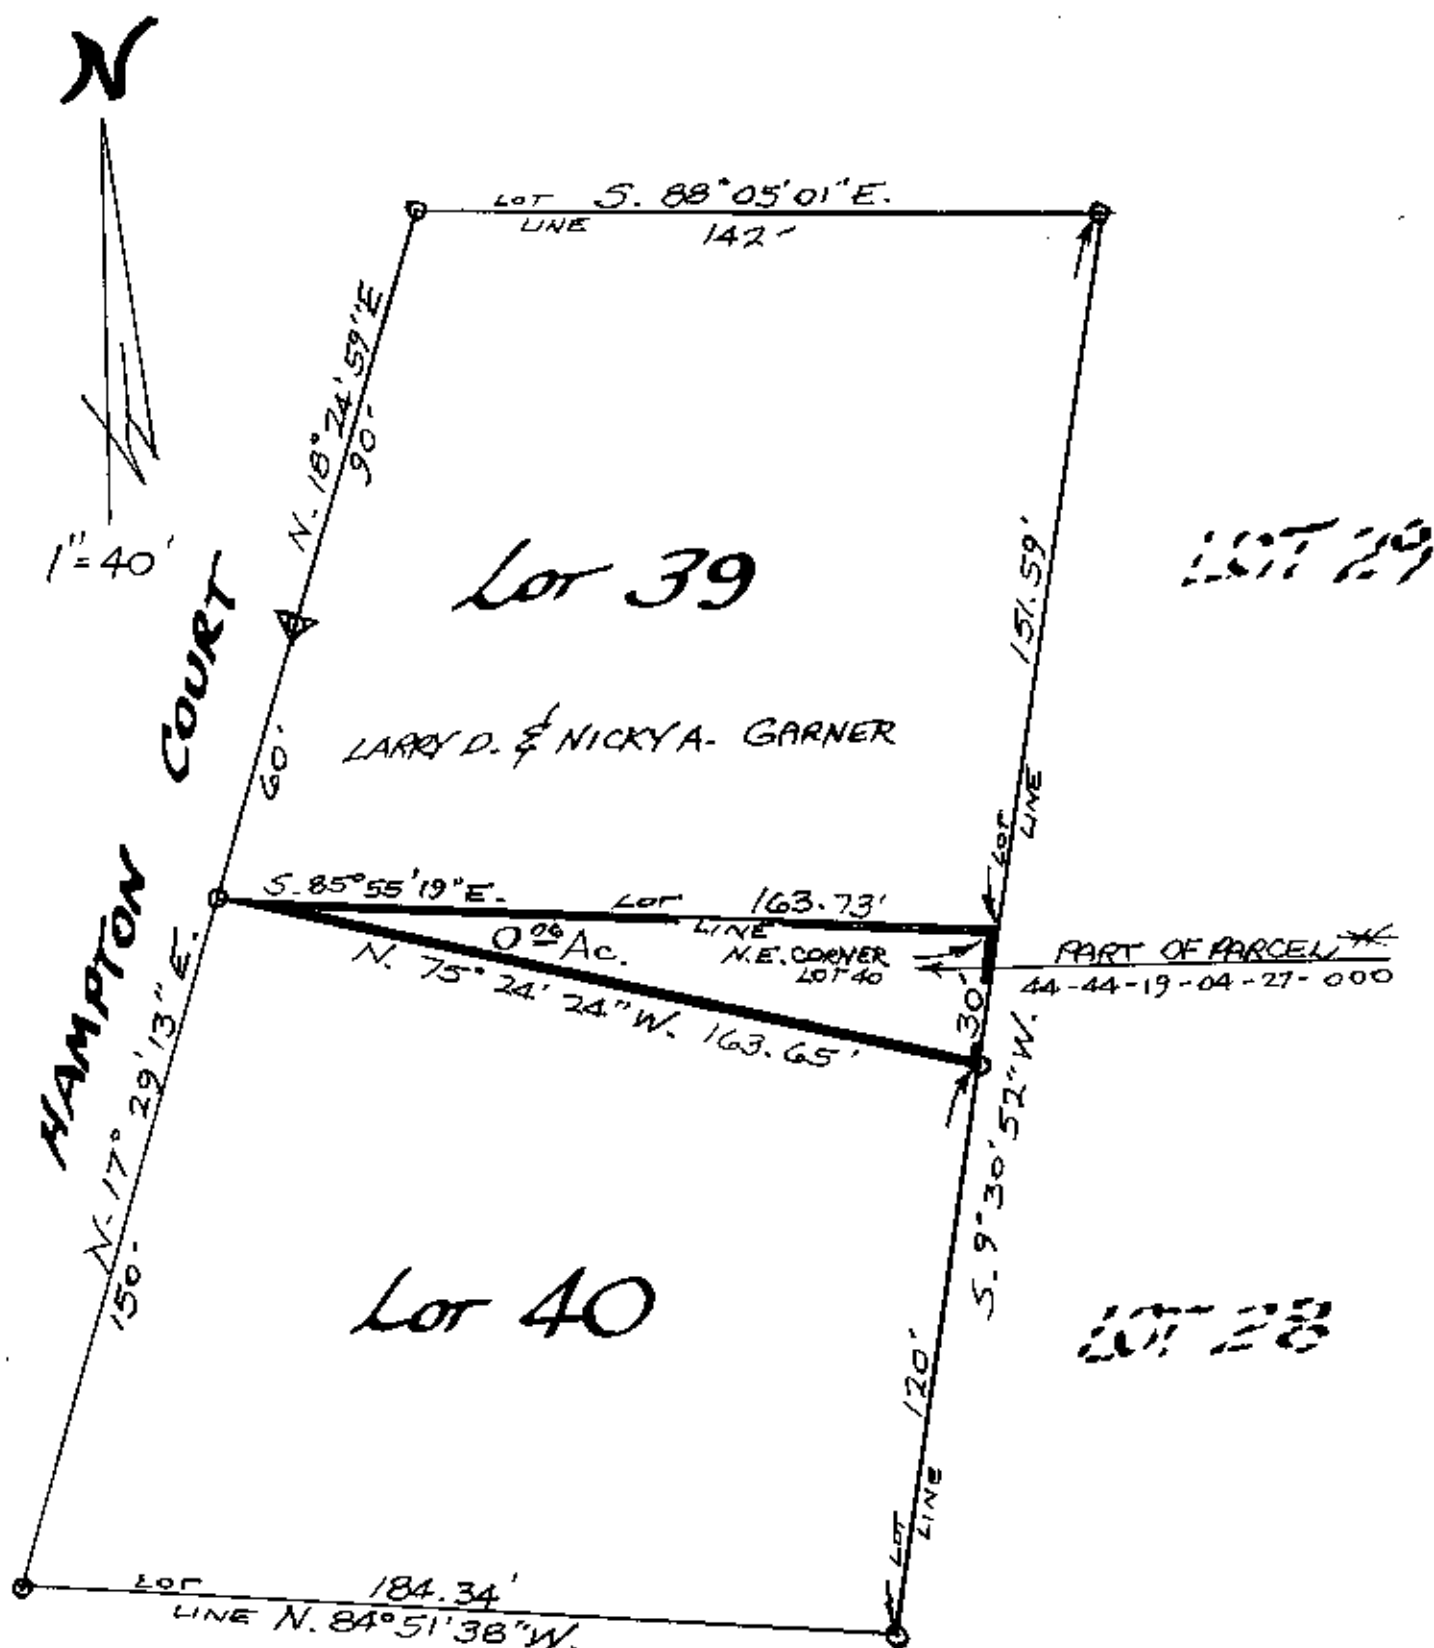 N
1"=40'
LOT S. 88°05'01"E.
LINE 142'
N. 18°24'59"E
90'
Lot 39
LOT 29
151.59'
HAMPTON COURT
60'
LARRY D. & NICKY A. GARNER
LOT
LINE
S. 85°55'19"E. LOT 163.73'
LINE
0.06 Ac.
N.E. CORNER
LOT 40
PART OF PARCEL
44-44-19-04-27-000
N. 75°24'24"W. 163.65'
30'
N. 17°29'13"E.
150'
S. 9°30'52"W.
Lot 40
LOT 28
120'
LOT
LINE
LOT 184.34'
LINE N. 84°51'38"W.